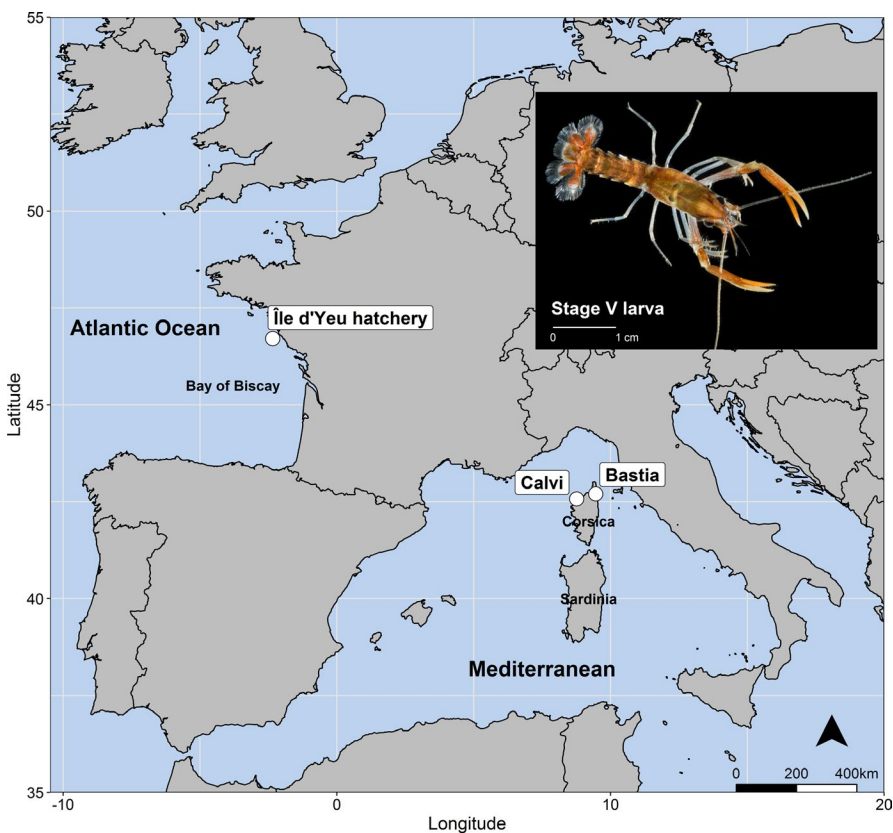 55
50
45
40
35
Latitude
Stage V larva
0 1 cm
Île d'Yeu hatchery
Atlantic Ocean
Bay of Biscay
Calvi
Bastia
Corsica
Sardinia
Mediterranean
0 200 400km
-10 0 10 20
Longitude